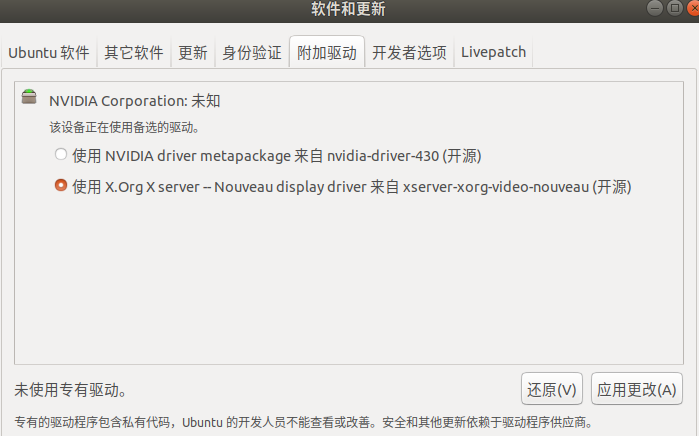 软件和更新
Ubuntu 软件 其它软件 更新 身份验证 附加驱动 开发者选项 Livepatch
NVIDIA Corporation: 未知
该设备正在使用备选的驱动。
使用 NVIDIA driver metapackage 来自 nvidia-driver-430 (开源)
使用 X.Org X server -- Nouveau display driver 来自 xserver-xorg-video-nouveau (开源)
未使用专有驱动。 还原(V) 应用更改(A)
专有的驱动程序包含私有代码，Ubuntu 的开发人员不能查看或改善。安全和其他更新依赖于驱动程序供应商。